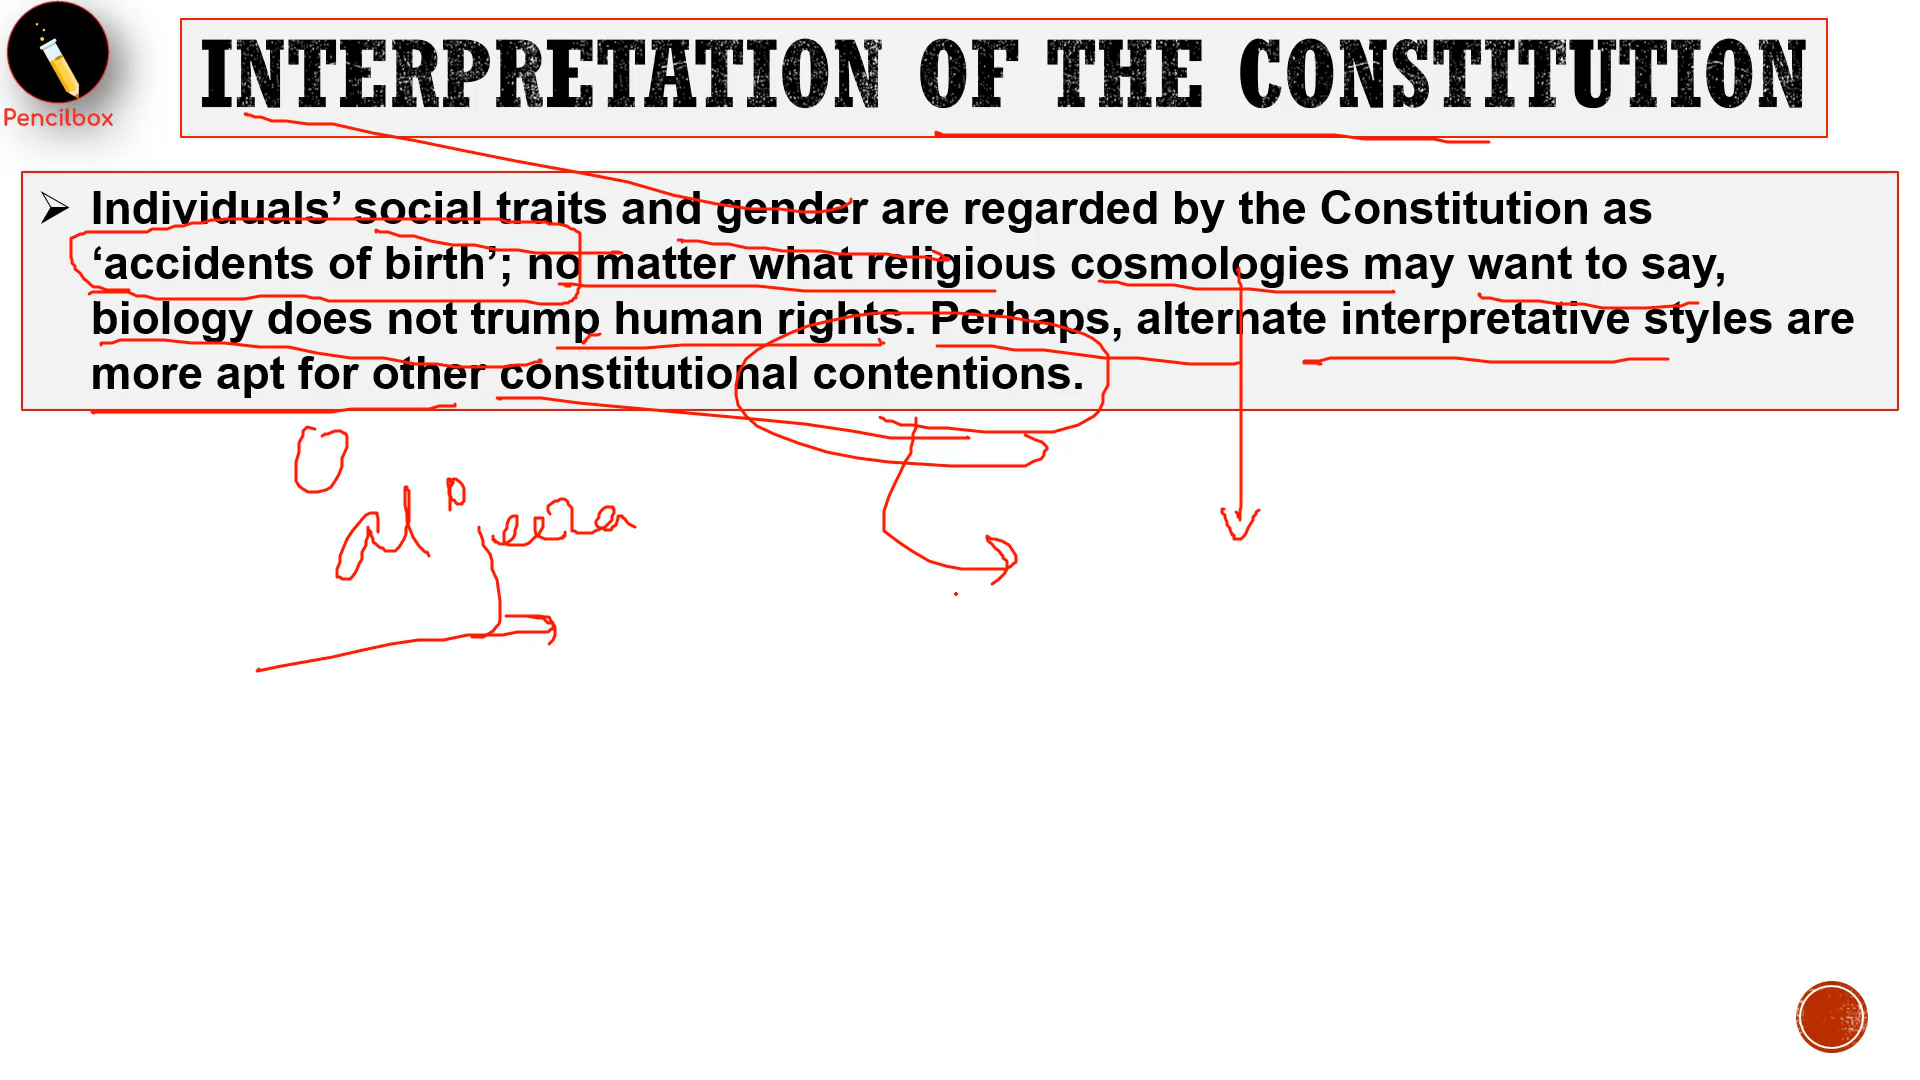 Pencilbox
INTERPRETATION OF THE CONSTITUTION
➢ Individuals’ social traits and gender are regarded by the Constitution as
‘accidents of birth’; no matter what religious cosmologies may want to say,
biology does not trump human rights. Perhaps, alternate interpretative styles are
more apt for other constitutional contentions.